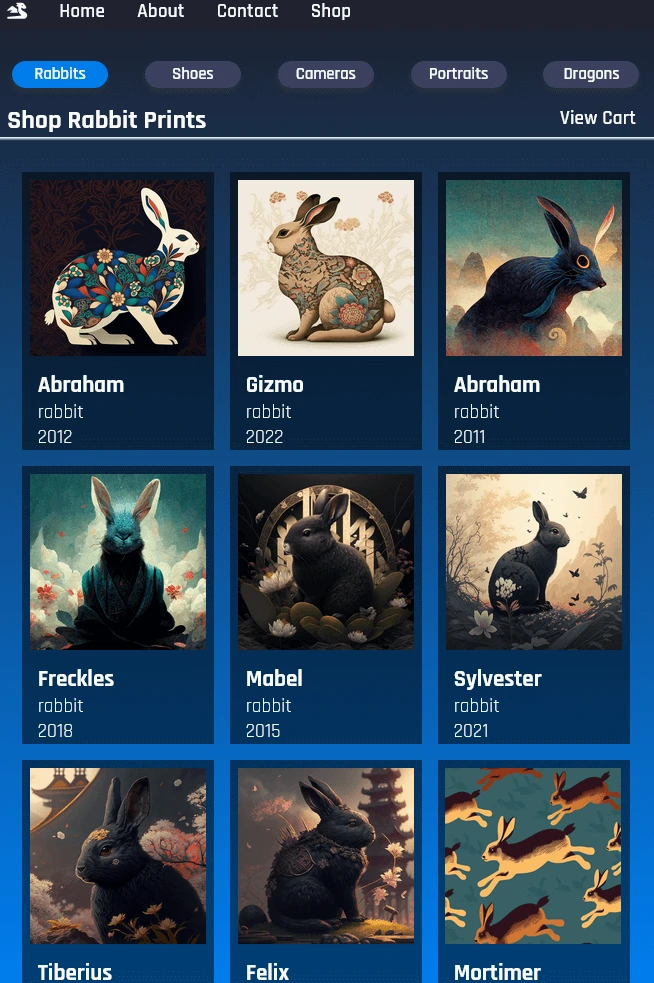 Home About Contact Shop
Rabbits Shoes Cameras Portraits Dragons
Shop Rabbit Prints View Cart
Abraham Gizmo Abraham
rabbit rabbit rabbit
2012 2022 2011
Freckles Mabel Sylvester
rabbit rabbit rabbit
2018 2015 2021
Tiberius Felix Mortimer